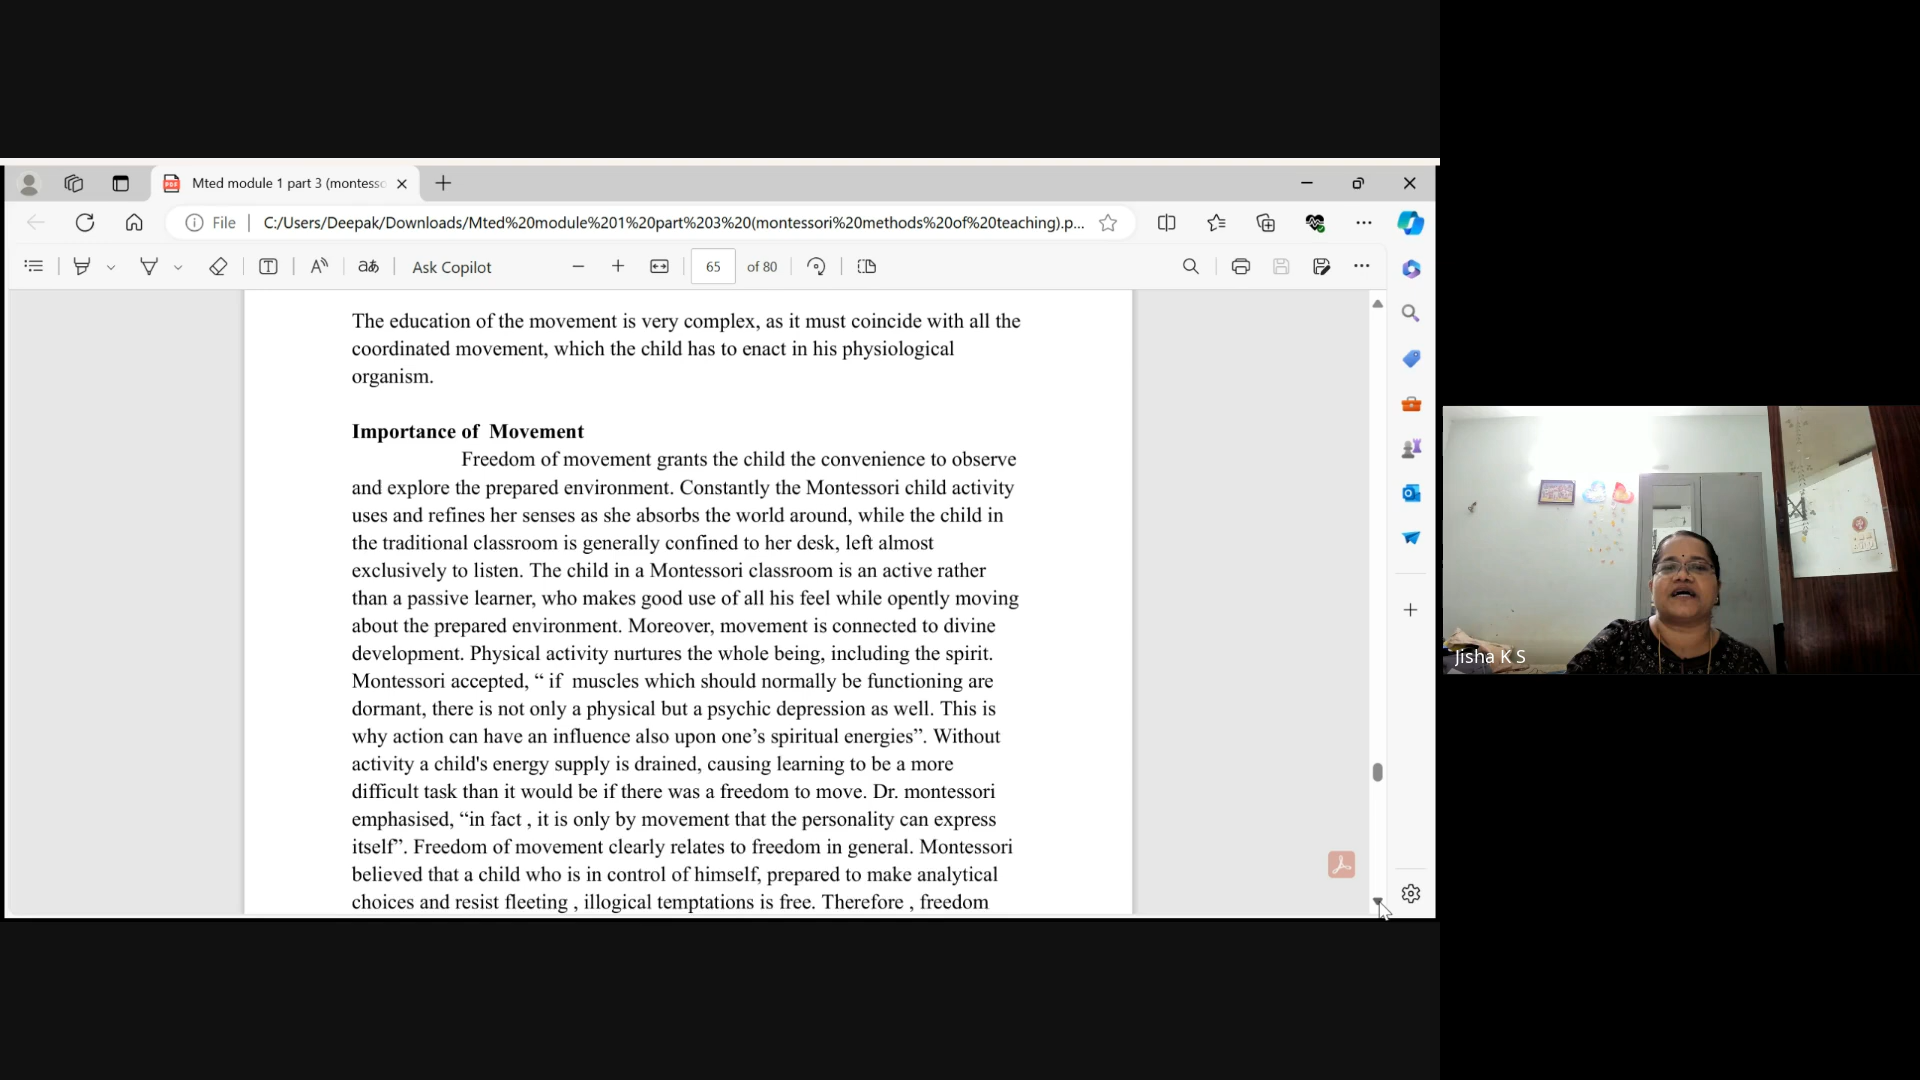 Mted module 1 part 3 (montesso
File
C:/Users/Deepak/Downloads/Mted%20module%201%20part%203%20(montessori%20methods%20of%20teaching).p...
Ask Copilot
65 of 80
The education of the movement is very complex, as it must coincide with all the
coordinated movement, which the child has to enact in his physiological
organism.
Importance of  Movement
Freedom of movement grants the child the convenience to observe
and explore the prepared environment. Constantly the Montessori child activity
uses and refines her senses as she absorbs the world around, while the child in
the traditional classroom is generally confined to her desk, left almost
exclusively to listen. The child in a Montessori classroom is an active rather
than a passive learner, who makes good use of all his feel while opently moving
about the prepared environment. Moreover, movement is connected to divine
development. Physical activity nurtures the whole being, including the spirit.
Montessori accepted, “ if  muscles which should normally be functioning are
dormant, there is not only a physical but a psychic depression as well. This is
why action can have an influence also upon one’s spiritual energies”. Without
activity a child's energy supply is drained, causing learning to be a more
difficult task than it would be if there was a freedom to move. Dr. montessori
emphasised, “in fact , it is only by movement that the personality can express
itself”. Freedom of movement clearly relates to freedom in general. Montessori
believed that a child who is in control of himself, prepared to make analytical
choices and resist fleeting , illogical temptations is free. Therefore , freedom
Jisha K S